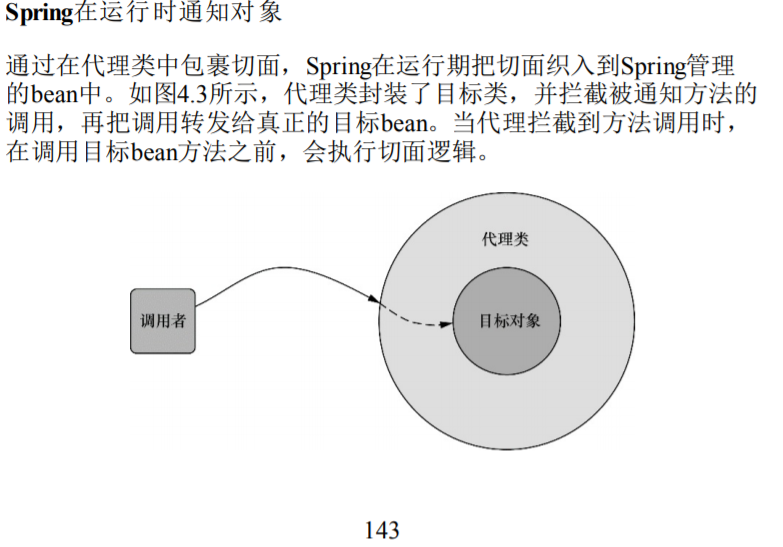 Spring在运行时通知对象
通过在代理类中包裹切面，Spring在运行期把切面织入到Spring管理
的bean中。如图4.3所示，代理类封装了目标类，并拦截被通知方法的
调用，再把调用转发给真正的目标bean。当代理拦截到方法调用时，
在调用目标bean方法之前，会执行切面逻辑。
代理类
调用者
目标对象
143